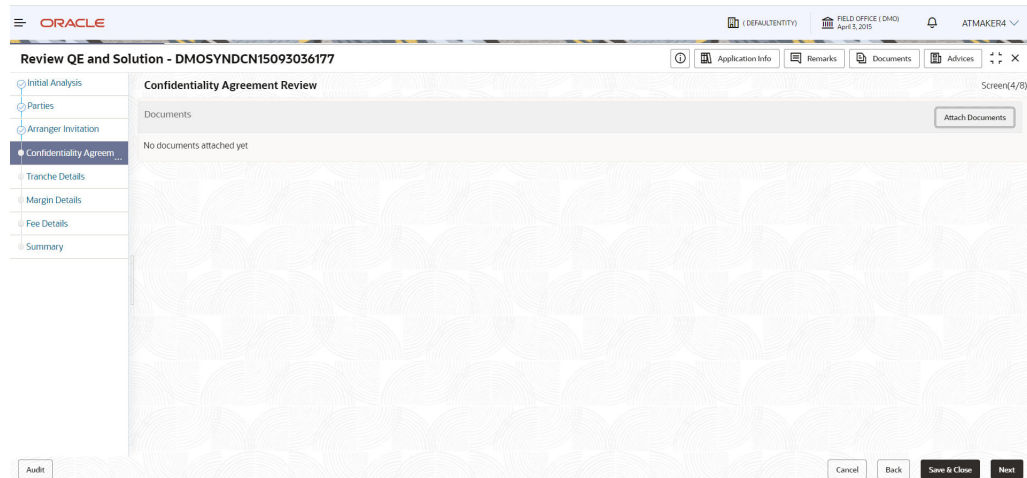 ORACLE
( DEFAULTENTITY)
FIELD OFFICE ( DMO)
April 3, 2015
ATMAKER4
Review QE and Solution - DMOSYNDCN15093036177
Application Info
Remarks
Documents
Advices
Initial Analysis
Parties
Arranger Invitation
Confidentiality Agreem...
Tranche Details
Margin Details
Fee Details
Summary
Confidentiality Agreement Review
Screen(4/8)
Documents
Attach Documents
No documents attached yet
Audit
Cancel
Back
Save & Close
Next